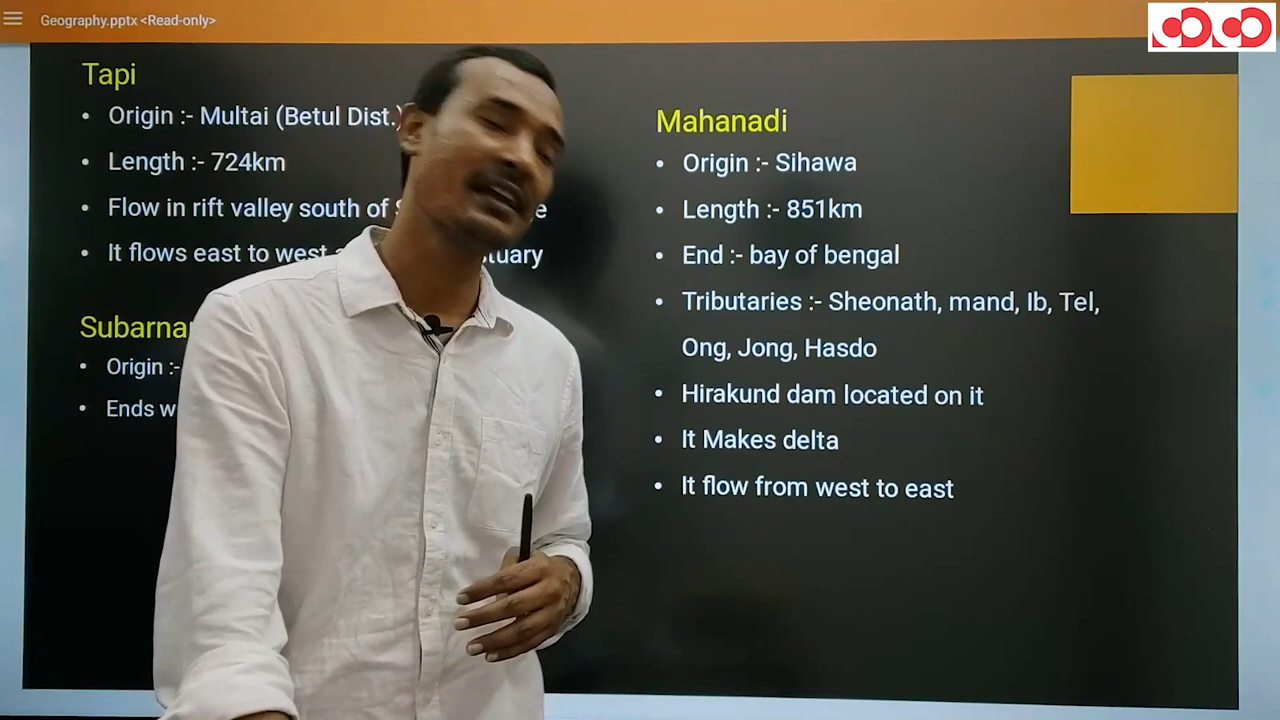 Geography.pptx <Read-only>
Tapi
• Origin :- Multai (Betul Dist.)
• Length :- 724km
• Flow in rift valley south of
• It flows east to west
Subarna
• Origin :-
• Ends
Mahanadi
• Origin :- Sihawa
• Length :- 851km
• End :- bay of bengal
• Tributaries :- Sheonath, mand, Ib, Tel,
Ong, Jong, Hasdo
• Hirakund dam located on it
• It Makes delta
• It flow from west to east